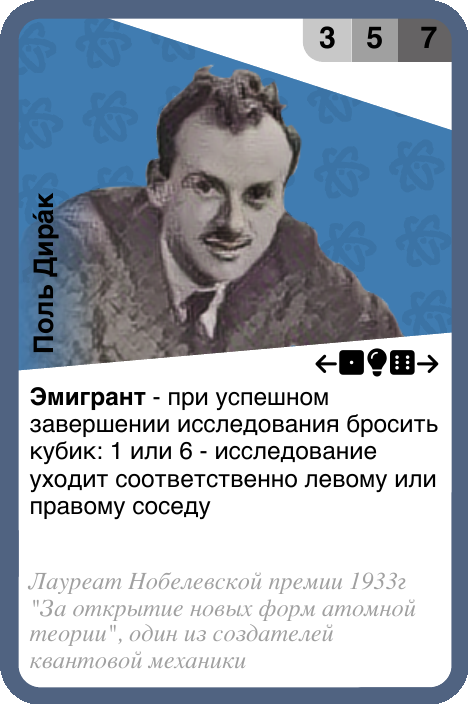 3 5 7
Поль Дира́к
Эмигрант - при успешном
завершении исследования бросить
кубик: 1 или 6 - исследование
уходит соответственно левому или
правому соседу
Лауреат Нобелевской премии 1933г
"За открытие новых форм атомной
теории", один из создателей
квантовой механики